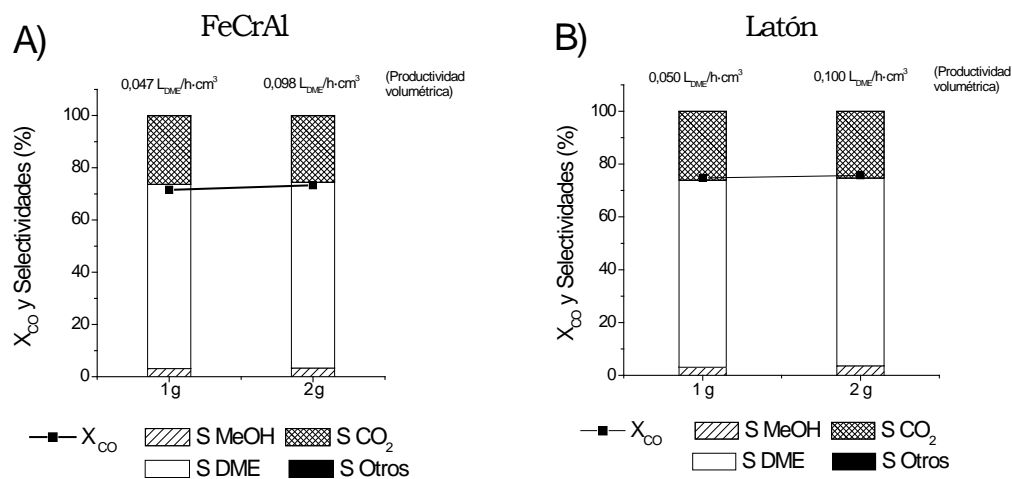 A)
FeCrAl
0,047 L_DME/h·cm³
0,098 L_DME/h·cm³
(Productividad
volumétrica)
X_CO y Selectividades (%)
100
80
60
40
20
0
1 g
2 g
X_CO
S MeOH
S CO₂
S DME
S Otros
B)
Latón
0,050 L_DME/h·cm³
0,100 L_DME/h·cm³
(Productividad
volumétrica)
X_CO y Selectividades (%)
100
80
60
40
20
0
1 g
2 g
X_CO
S MeOH
S CO₂
S DME
S Otros